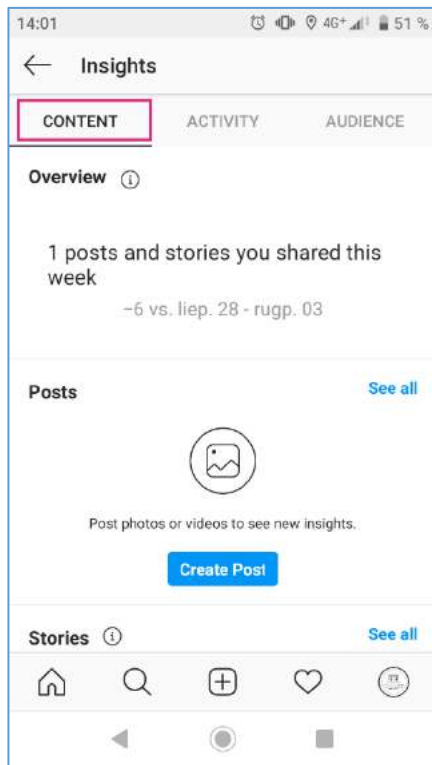 14:01 4G+ 51 %
Insights
CONTENT ACTIVITY AUDIENCE
Overview
1 posts and stories you shared this
week
−6 vs. liep. 28 - rugp. 03
Posts See all
Post photos or videos to see new insights.
Create Post
Stories See all